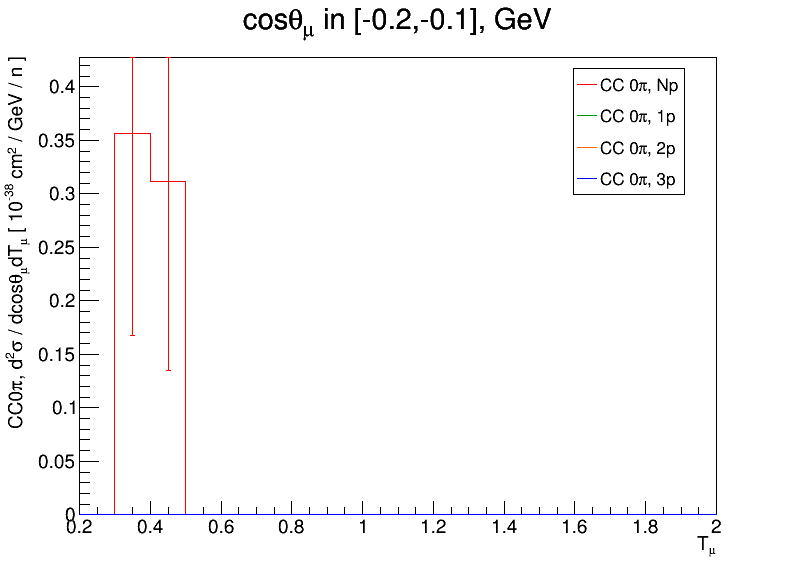 cosθμ in [-0.2,-0.1], GeV
CC0π, d²σ / dcosθμdTμ [ 10⁻³⁸ cm² / GeV / n ]
CC 0π, Np
CC 0π, 1p
CC 0π, 2p
CC 0π, 3p
0.4
0.35
0.3
0.25
0.2
0.15
0.1
0.05
0
0.2 0.4 0.6 0.8 1 1.2 1.4 1.6 1.8 2
Tμ